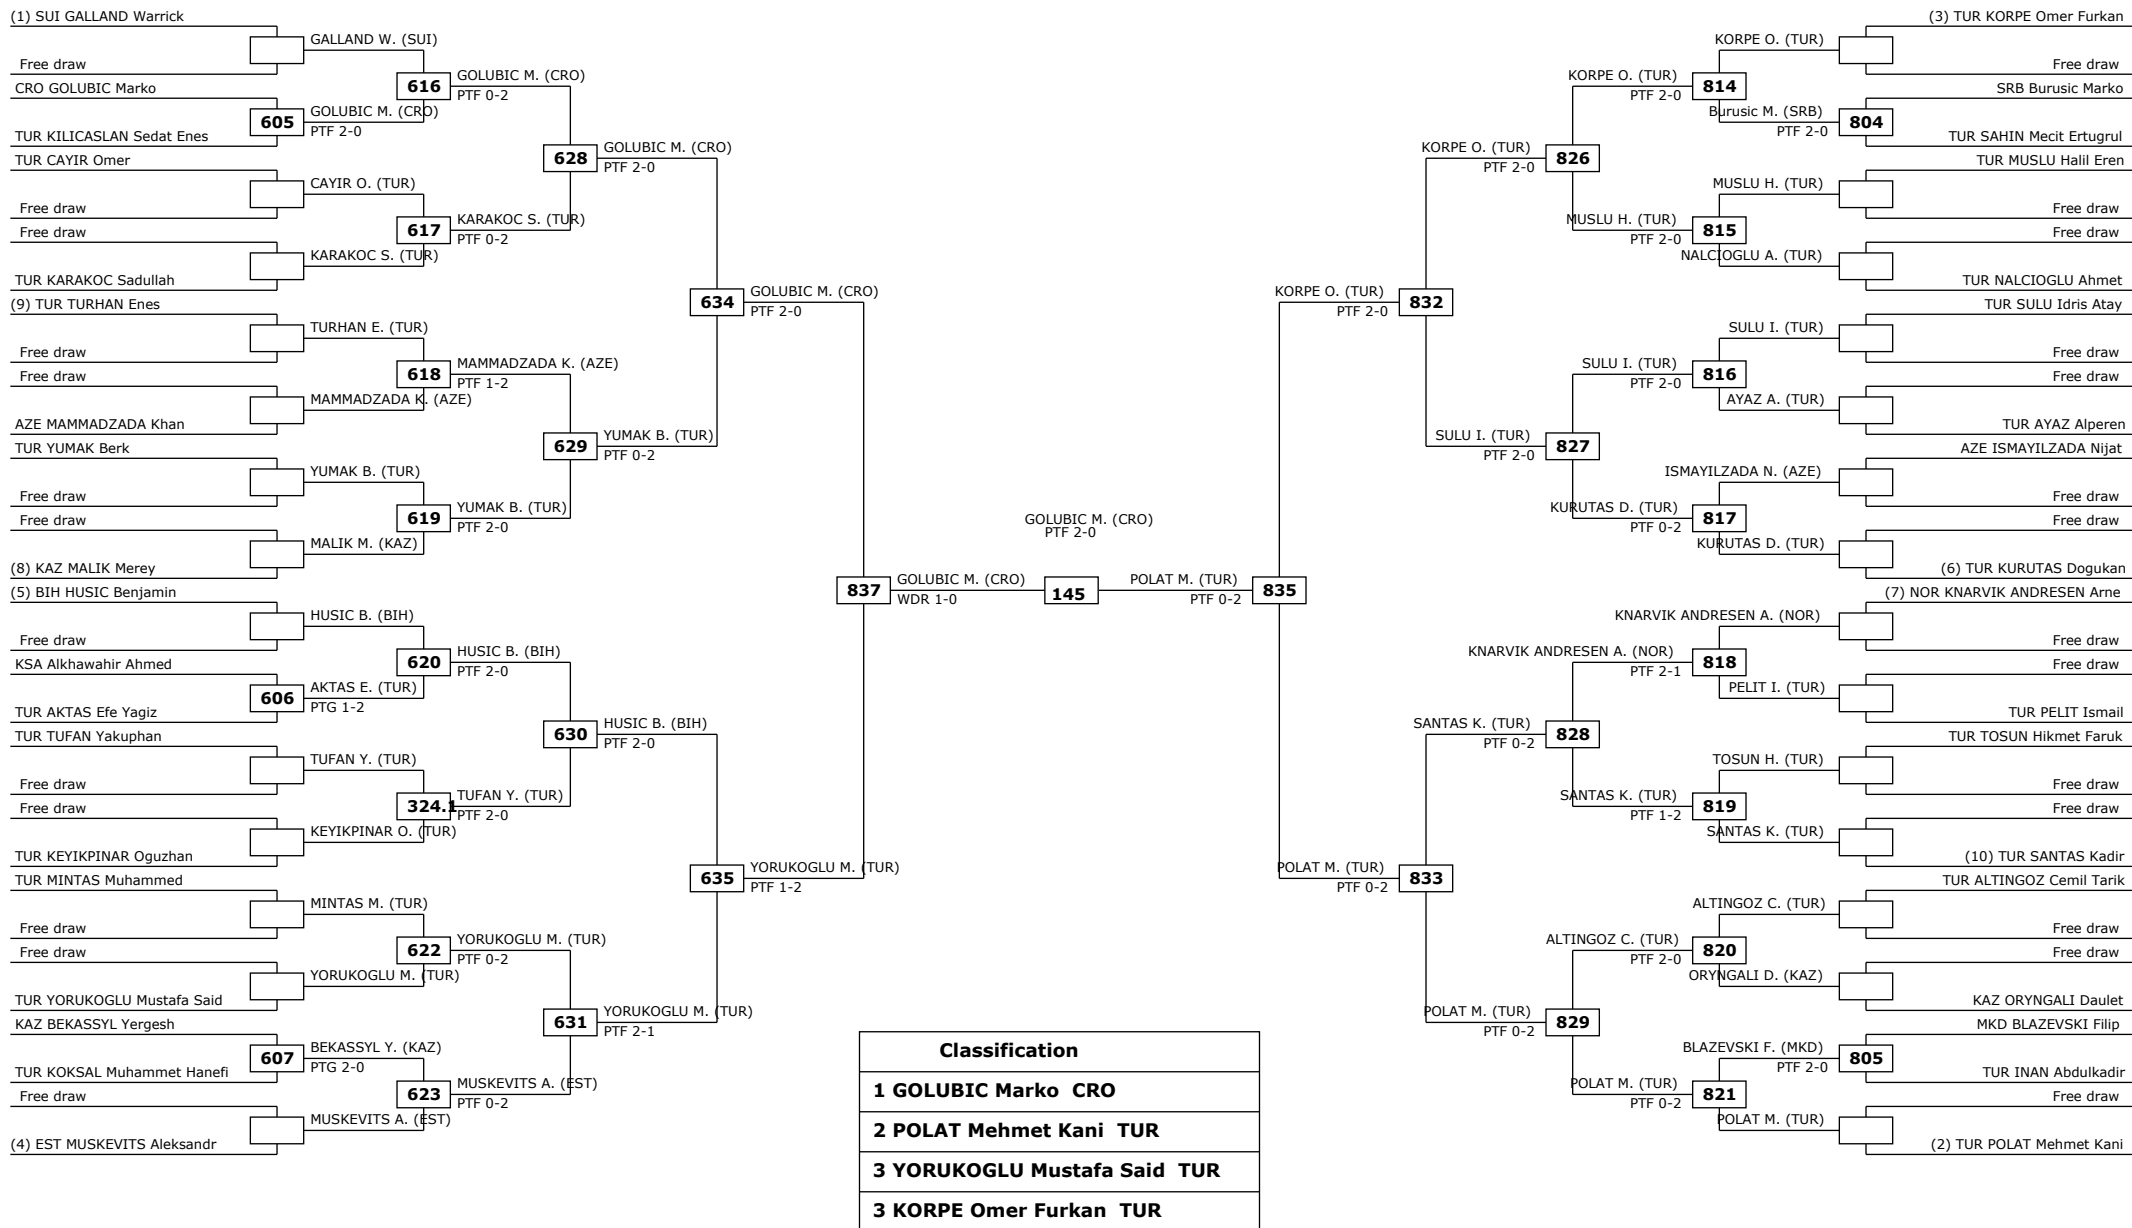 (1) SUI GALLAND Warrick
GALLAND W. (SUI)
Free draw
616
GOLUBIC M. (CRO)
PTF 0-2
CRO GOLUBIC Marko
605
GOLUBIC M. (CRO)
PTF 2-0
TUR KILICASLAN Sedat Enes
628
GOLUBIC M. (CRO)
PTF 2-0
TUR CAYIR Omer
CAYIR O. (TUR)
Free draw
617
KARAKOC S. (TUR)
PTF 0-2
Free draw
KARAKOC S. (TUR)
TUR KARAKOC Sadullah
634
GOLUBIC M. (CRO)
PTF 2-0
(9) TUR TURHAN Enes
TURHAN E. (TUR)
Free draw
618
MAMMADZADA K. (AZE)
PTF 1-2
Free draw
MAMMADZADA K. (AZE)
AZE MAMMADZADA Khan
629
YUMAK B. (TUR)
PTF 0-2
TUR YUMAK Berk
YUMAK B. (TUR)
Free draw
619
YUMAK B. (TUR)
PTF 2-0
Free draw
MALIK M. (KAZ)
(8) KAZ MALIK Merey
837
GOLUBIC M. (CRO)
WDR 1-0
(5) BIH HUSIC Benjamin
HUSIC B. (BIH)
Free draw
620
HUSIC B. (BIH)
PTF 2-0
KSA Alkhawahir Ahmed
606
AKTAS E. (TUR)
PTG 1-2
TUR AKTAS Efe Yagiz
630
HUSIC B. (BIH)
PTF 2-0
TUR TUFAN Yakuphan
TUFAN Y. (TUR)
Free draw
324.1
TUFAN Y. (TUR)
PTF 2-0
Free draw
KEYIKPINAR O. (TUR)
TUR KEYIKPINAR Oguzhan
635
YORUKOGLU M. (TUR)
PTF 1-2
TUR MINTAS Muhammed
MINTAS M. (TUR)
Free draw
622
YORUKOGLU M. (TUR)
PTF 0-2
Free draw
YORUKOGLU M. (TUR)
TUR YORUKOGLU Mustafa Said
631
YORUKOGLU M. (TUR)
PTF 2-1
KAZ BEKASSYL Yergesh
607
BEKASSYL Y. (KAZ)
PTG 2-0
TUR KOKSAL Muhammet Hanefi
623
MUSKEVITS A. (EST)
PTF 0-2
Free draw
MUSKEVITS A. (EST)
(4) EST MUSKEVITS Aleksandr
GOLUBIC M. (CRO)
PTF 2-0
145
(3) TUR KORPE Omer Furkan
KORPE O. (TUR)
Free draw
KORPE O. (TUR)
PTF 2-0
814
SRB Burusic Marko
Burusic M. (SRB)
PTF 2-0
804
TUR SAHIN Mecit Ertugrul
KORPE O. (TUR)
PTF 2-0
826
TUR MUSLU Halil Eren
MUSLU H. (TUR)
Free draw
MUSLU H. (TUR)
PTF 2-0
815
Free draw
NALCIOGLU A. (TUR)
TUR NALCIOGLU Ahmet
KORPE O. (TUR)
PTF 2-0
832
TUR SULU Idris Atay
SULU I. (TUR)
Free draw
SULU I. (TUR)
PTF 2-0
816
Free draw
AYAZ A. (TUR)
TUR AYAZ Alperen
SULU I. (TUR)
PTF 2-0
827
AZE ISMAYILZADA Nijat
ISMAYILZADA N. (AZE)
Free draw
KURUTAS D. (TUR)
PTF 0-2
817
Free draw
KURUTAS D. (TUR)
(6) TUR KURUTAS Dogukan
POLAT M. (TUR)
PTF 0-2
835
(7) NOR KNARVIK ANDRESEN Arne
KNARVIK ANDRESEN A. (NOR)
Free draw
KNARVIK ANDRESEN A. (NOR)
PTF 2-1
818
Free draw
PELIT I. (TUR)
TUR PELIT Ismail
SANTAS K. (TUR)
PTF 0-2
828
TUR TOSUN Hikmet Faruk
TOSUN H. (TUR)
Free draw
SANTAS K. (TUR)
PTF 1-2
819
Free draw
SANTAS K. (TUR)
(10) TUR SANTAS Kadir
POLAT M. (TUR)
PTF 0-2
833
TUR ALTINGOZ Cemil Tarik
ALTINGOZ C. (TUR)
Free draw
ALTINGOZ C. (TUR)
PTF 2-0
820
Free draw
ORYNGALI D. (KAZ)
KAZ ORYNGALI Daulet
POLAT M. (TUR)
PTF 0-2
829
MKD BLAZEVSKI Filip
BLAZEVSKI F. (MKD)
PTF 2-0
805
TUR INAN Abdulkadir
POLAT M. (TUR)
PTF 0-2
821
Free draw
POLAT M. (TUR)
(2) TUR POLAT Mehmet Kani
Classification
1 GOLUBIC Marko CRO
2 POLAT Mehmet Kani TUR
3 YORUKOGLU Mustafa Said TUR
3 KORPE Omer Furkan TUR